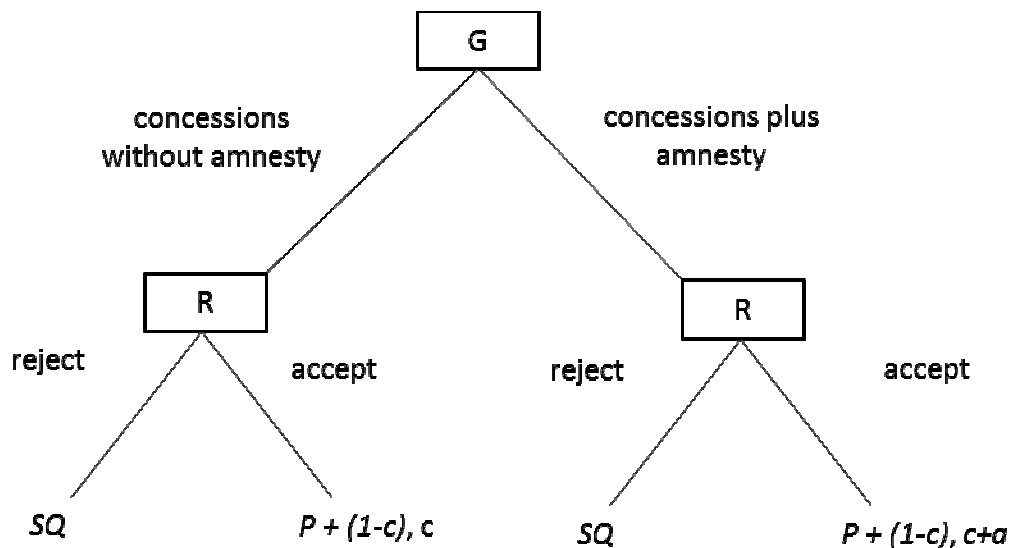 G
concessions
without amnesty
concessions plus
amnesty
R
R
reject
accept
reject
accept
SQ
P + (1-c), c
SQ
P + (1-c), c+a